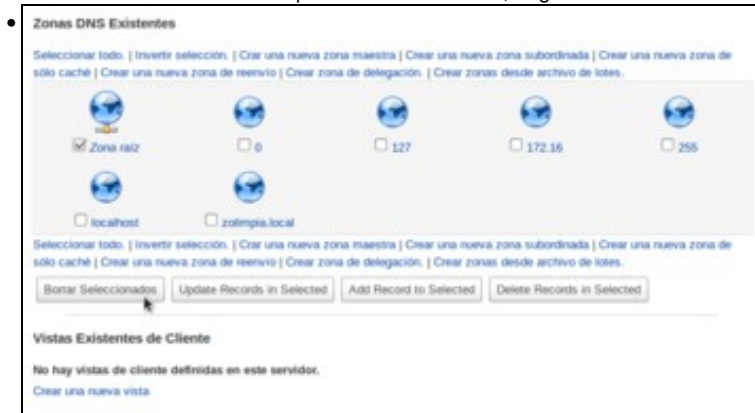 Zonas DNS Existentes
Seleccionar todo. | Invertir selección. | Crar una nueva zona maestra | Crear una nueva zona subordinada | Crear una nueva zona de
sólo caché | Crear una nueva zona de reenvío | Crear zona de delegación. | Crear zonas desde archivo de lotes.
Zona raíz 0 127 172.16 255
localhost zolimpia.local
Seleccionar todo. | Invertir selección. | Crar una nueva zona maestra | Crear una nueva zona subordinada | Crear una nueva zona de
sólo caché | Crear una nueva zona de reenvío | Crear zona de delegación. | Crear zonas desde archivo de lotes.
Borrar Seleccionados Update Records in Selected Add Record to Selected Delete Records in Selected
Vistas Existentes de Cliente
No hay vistas de cliente definidas en este servidor.
Crear una nueva vista